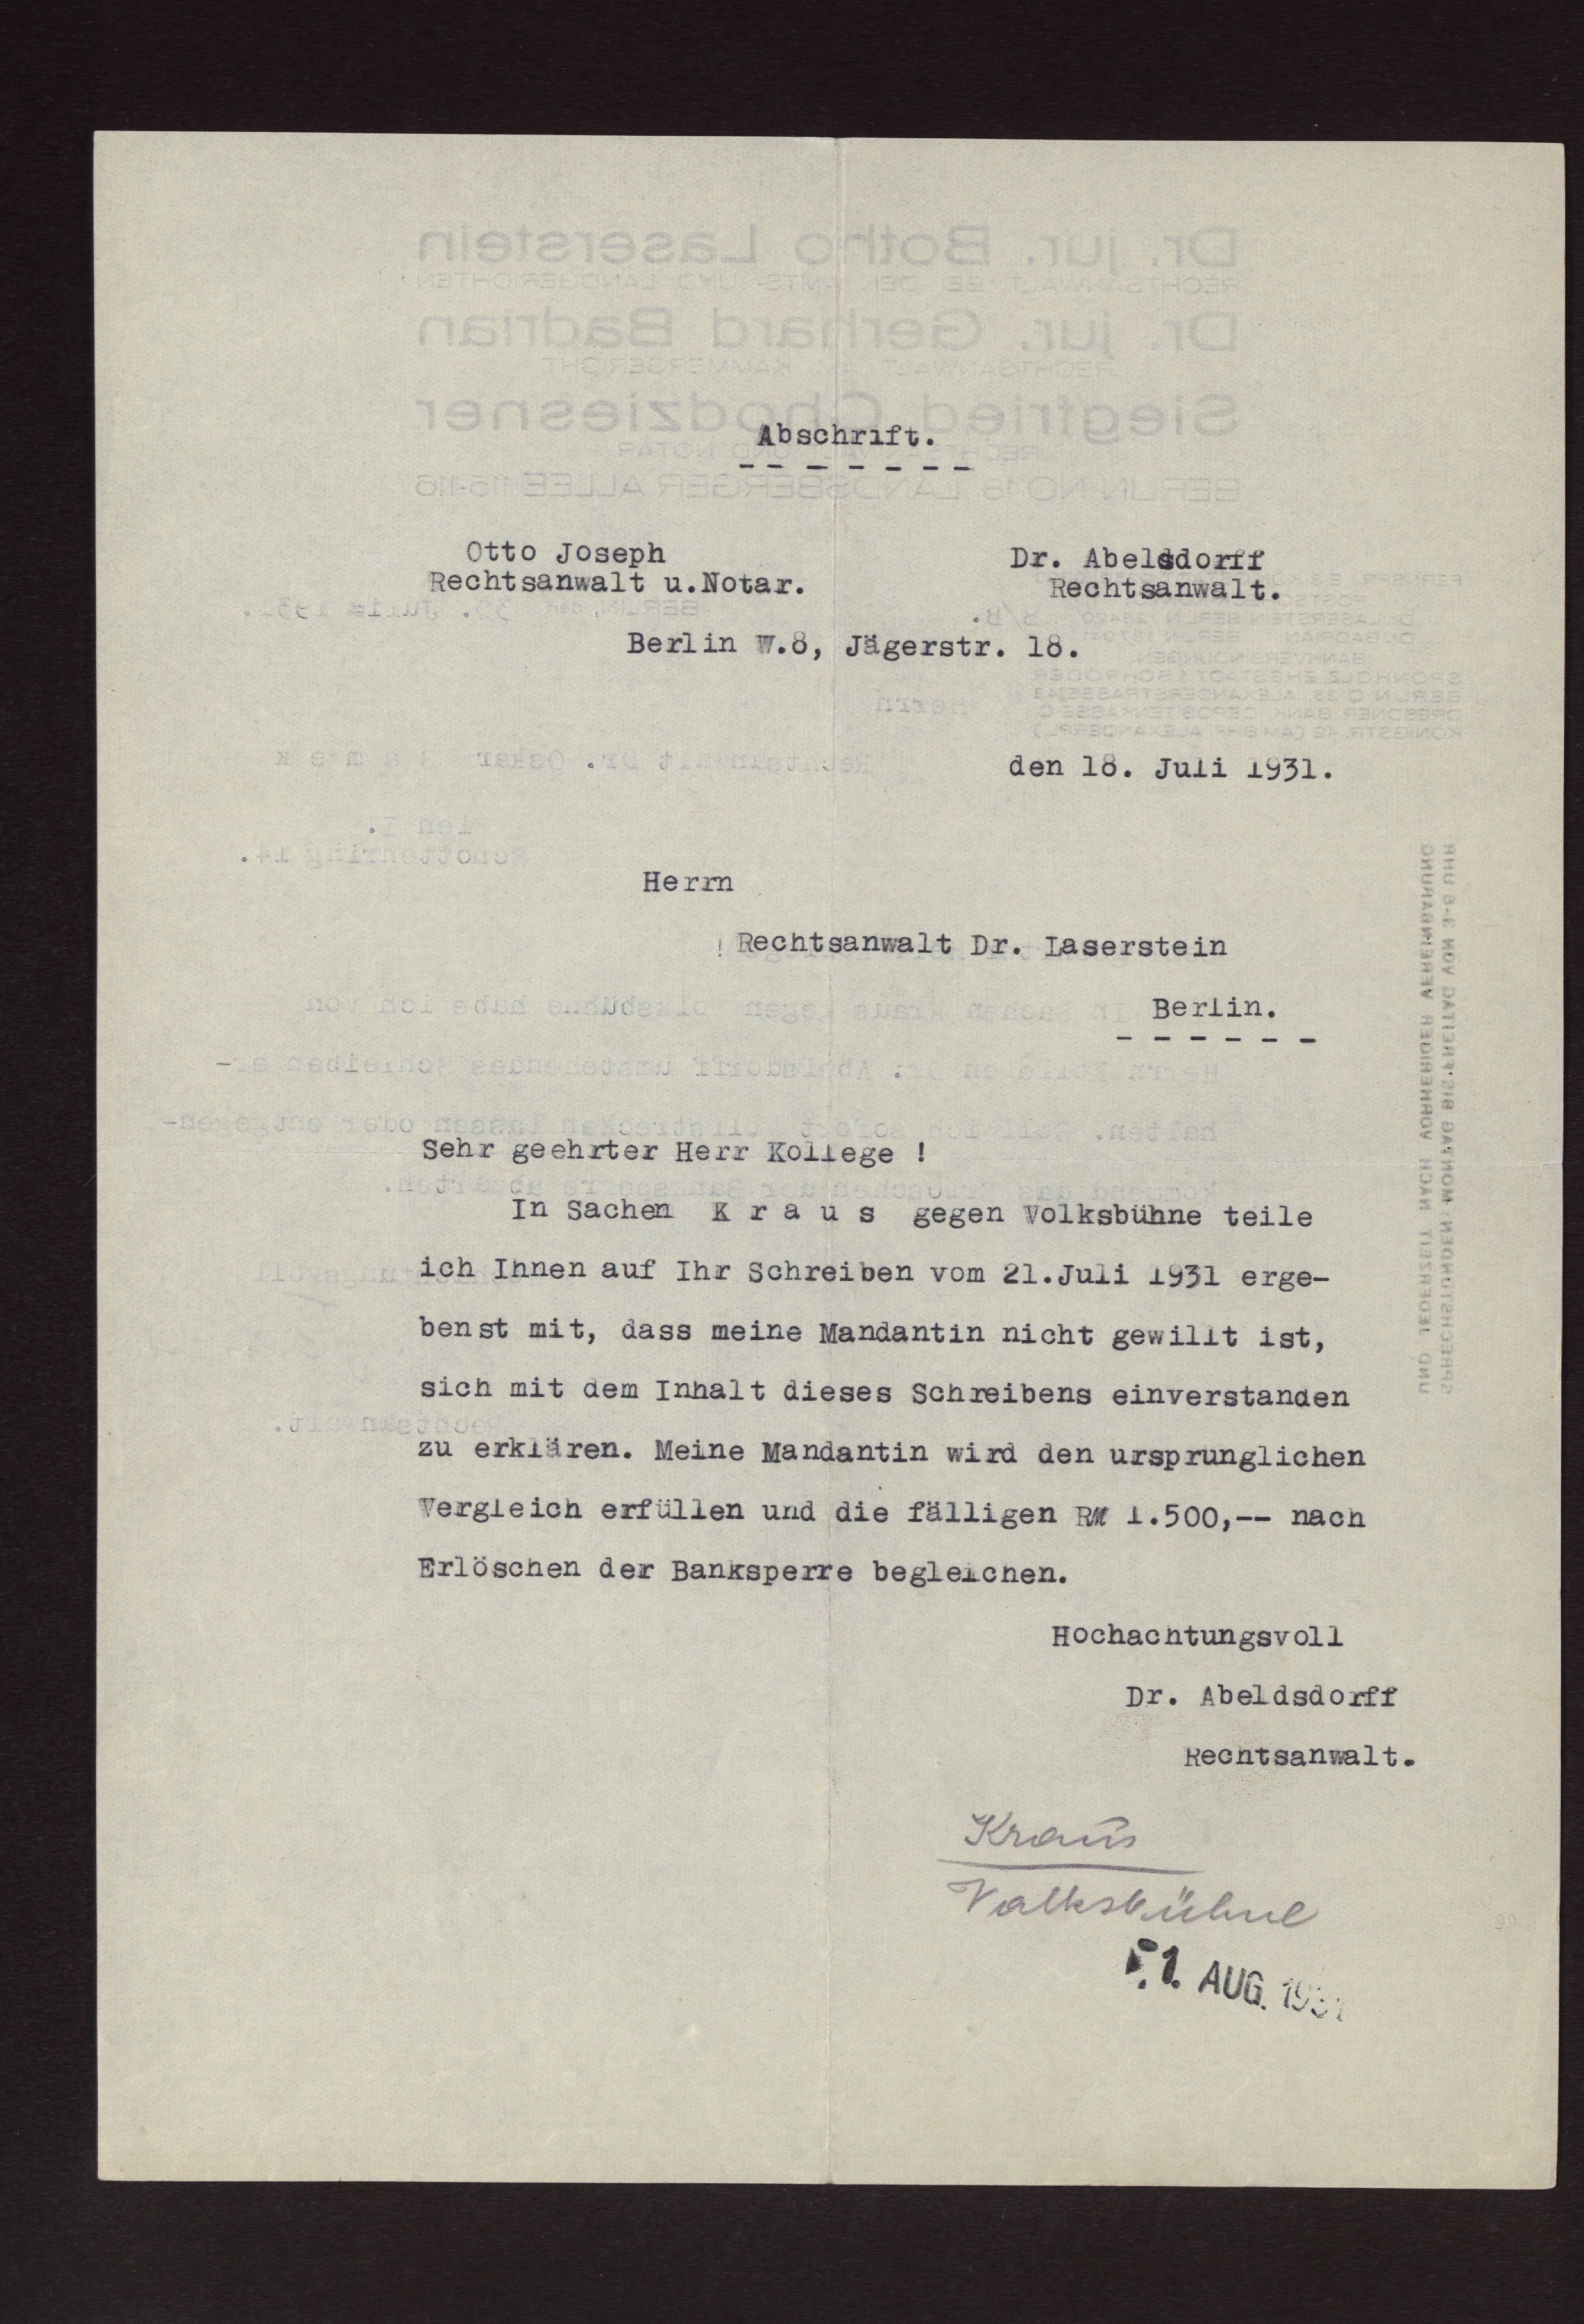 Abschrift.
- - - - - - -
Otto Joseph
Rechtsanwalt u.Notar.
Dr. Abelsdorff
Rechtsanwalt.
Berlin W.8, Jägerstr. 18.
den 18. Juli 1931.
Herrn
Rechtsanwalt Dr. Laserstein
Berlin.
- - - - - -
Sehr geehrter Herr Kollege !
In Sachen K r a u s gegen Volksbühne teile
ich Ihnen auf Ihr Schreiben vom 21.Juli 1931 erge-
benst mit, dass meine Mandantin nicht gewillt ist,
sich mit dem Inhalt dieses Schreibens einverstanden
zu erklären. Meine Mandantin wird den ursprunglichen
Vergleich erfüllen und die fälligen RM 1.500,-- nach
Erlöschen der Banksperre begleichen.
Hochachtungsvoll
Dr. Abeldsdorff
Rechtsanwalt.
Kraus
Volksbühne
1. AUG. 1931